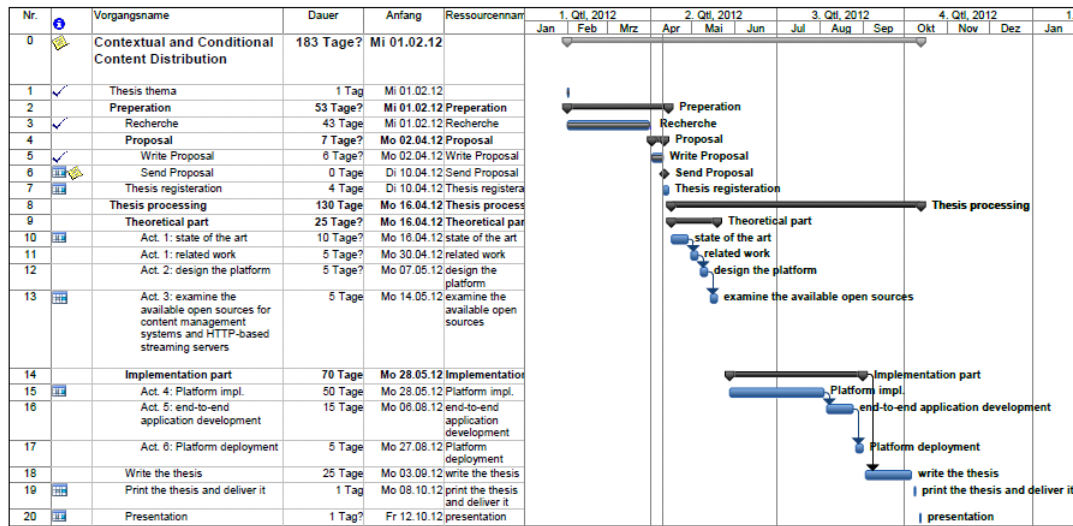 Nr. Vorgangsname Dauer Anfang Ressourcennam 1. Qtl, 2012 2. Qtl, 2012 3. Qtl, 2012 4. Qtl, 2012 1.
Jan Feb Mrz Apr Mai Jun Jul Aug Sep Okt Nov Dez Jan
0 Contextual and Conditional 183 Tage? Mi 01.02.12
Content Distribution
1 Thesis thema 1 Tag Mi 01.02.12
2 Preperation 53 Tage? Mi 01.02.12 Preperation Preperation
3 Recherche 43 Tage Mi 01.02.12 Recherche Recherche
4 Proposal 7 Tage? Mo 02.04.12 Proposal Proposal
5 Write Proposal 6 Tage? Mo 02.04.12 Write Proposal Write Proposal
6 Send Proposal 0 Tage Di 10.04.12 Send Proposal Send Proposal
7 Thesis registeration 4 Tage Di 10.04.12 Thesis registera Thesis registeration
8 Thesis processing 130 Tage Mo 16.04.12 Thesis process Thesis processing
9 Theoretical part 25 Tage? Mo 16.04.12 Theoretical par Theoretical part
10 Act. 1: state of the art 10 Tage? Mo 16.04.12 state of the art state of the art
11 Act. 1: related work 5 Tage? Mo 30.04.12 related work related work
12 Act. 2: design the platform 5 Tage? Mo 07.05.12 design the design the platform
platform
13 Act. 3: examine the 5 Tage Mo 14.05.12 examine the examine the available open sources
available open sources for available open
content management sources
systems and HTTP-based
streaming servers
14 Implementation part 70 Tage Mo 28.05.12 Implementation Implementation part
15 Act. 4: Platform impl. 50 Tage Mo 28.05.12 Platform impl. Platform impl.
16 Act. 5: end-to-end 15 Tage Mo 06.08.12 end-to-end end-to-end application development
application development application
development
17 Act. 6: Platform deployment 5 Tage Mo 27.08.12 Platform Platform deployment
deployment
18 Write the thesis 25 Tage Mo 03.09.12 write the thesis write the thesis
19 Print the thesis and deliver it 1 Tag Mo 08.10.12 print the thesis print the thesis and deliver it
and deliver it
20 Presentation 1 Tag? Fr 12.10.12 presentation presentation